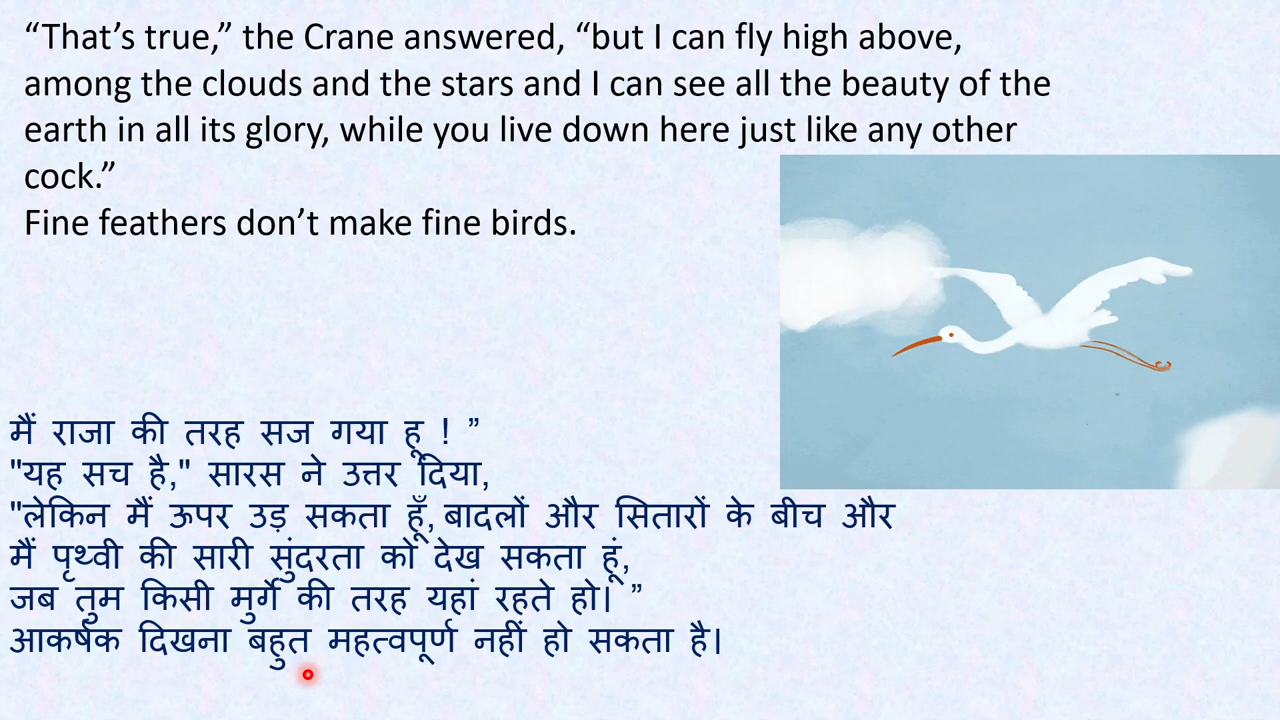 “That’s true,” the Crane answered, “but I can fly high above,
among the clouds and the stars and I can see all the beauty of the
earth in all its glory, while you live down here just like any other
cock.”
Fine feathers don’t make fine birds.
मैं राजा की तरह सज गया हू ! ”
"यह सच है," सारस ने उत्तर दिया,
"लेकिन मैं ऊपर उड़ सकता हूँ, बादलों और सितारों के बीच और
मैं पृथ्वी की सारी सुंदरता को देख सकता हूं,
जब तुम किसी मुर्गे की तरह यहां रहते हो। ”
आकर्षक दिखना बहुत महत्वपूर्ण नहीं हो सकता है।